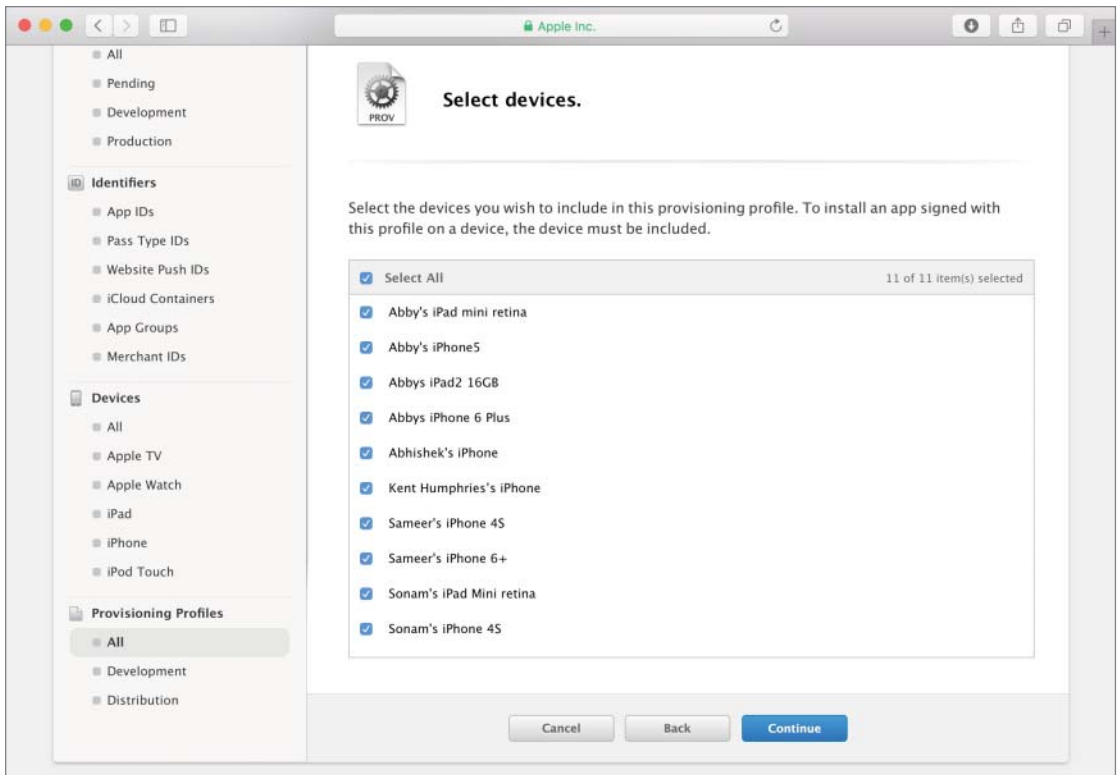 Apple Inc.
All
Pending
Development
Production
ID Identifiers
App IDs
Pass Type IDs
Website Push IDs
iCloud Containers
App Groups
Merchant IDs
Devices
All
Apple TV
Apple Watch
iPad
iPhone
iPod Touch
Provisioning Profiles
All
Development
Distribution
PROV
Select devices.
Select the devices you wish to include in this provisioning profile. To install an app signed with
this profile on a device, the device must be included.
Select All 11 of 11 item(s) selected
Abby's iPad mini retina
Abby's iPhone5
Abbys iPad2 16GB
Abbys iPhone 6 Plus
Abhishek's iPhone
Kent Humphries's iPhone
Sameer's iPhone 4S
Sameer's iPhone 6+
Sonam's iPad Mini retina
Sonam's iPhone 4S
Cancel Back Continue